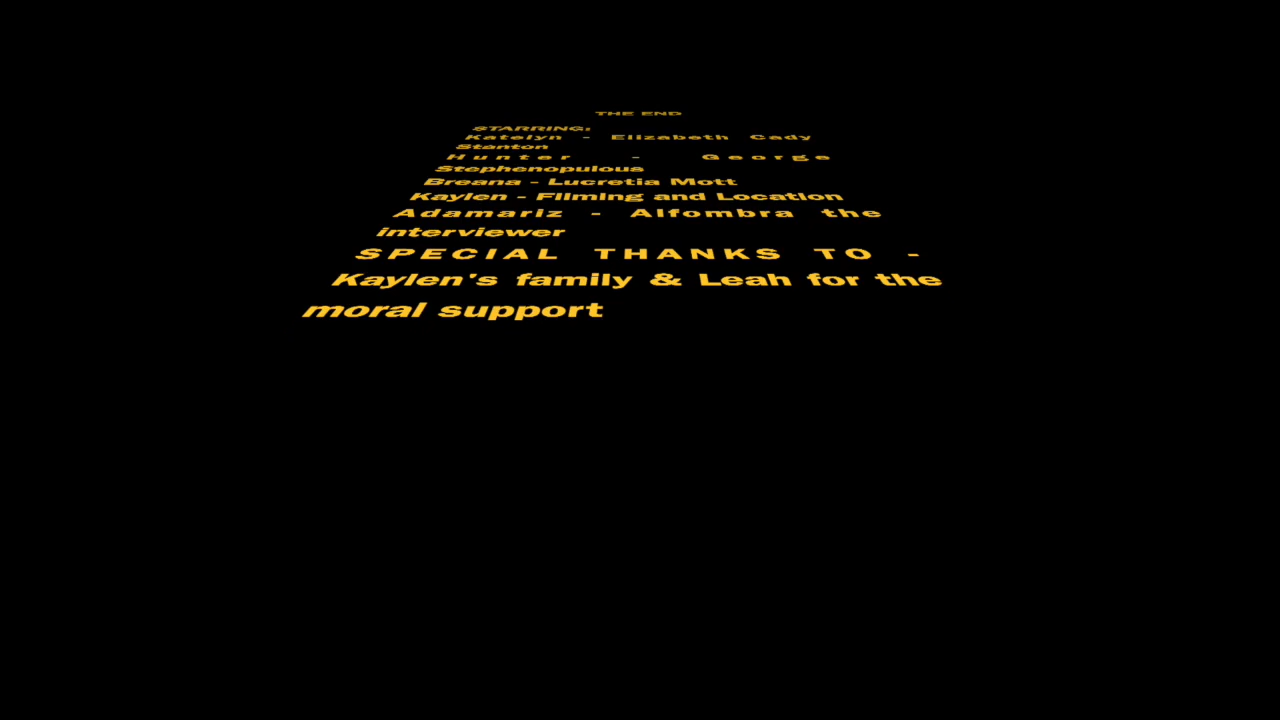 THE END
STARRING:
Katelyn - Elizabeth Cady
Stanton
Hunter - George
Stephenopulous
Breana - Lucretia Mott
Kaylen - Filming and Location
Adamariz - Alfombra the
interviewer
SPECIAL THANKS TO -
Kaylen's family & Leah for the
moral support